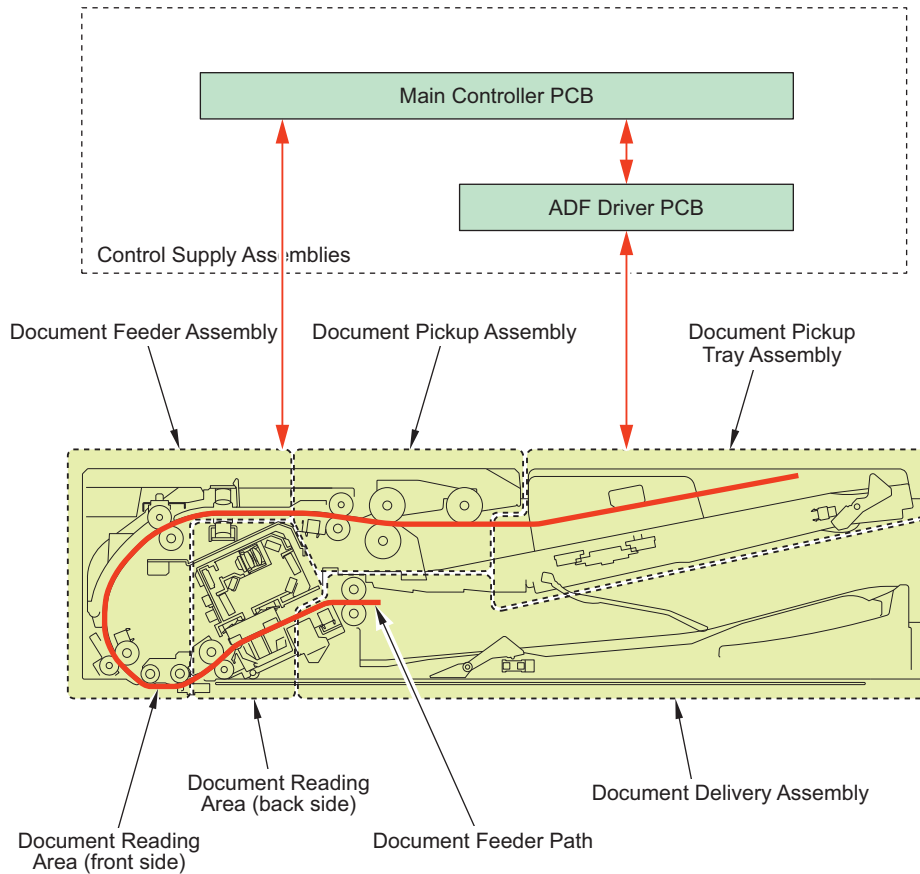 Main Controller PCB
ADF Driver PCB
Control Supply Assemblies
Document Feeder Assembly
Document Pickup Assembly
Document Pickup
Tray Assembly
Document Reading
Area (back side)
Document Delivery Assembly
Document Reading
Area (front side)
Document Feeder Path